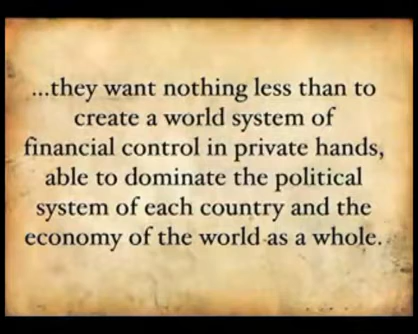 ...they want nothing less than to
create a world system of
financial control in private hands,
able to dominate the political
system of each country and the
economy of the world as a whole.